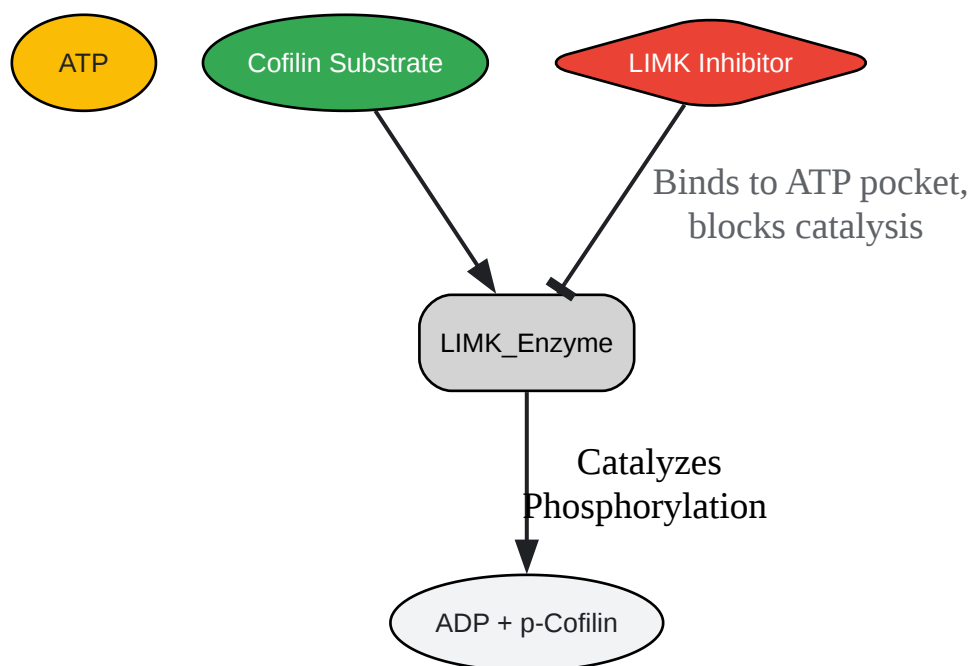 ATP
Cofilin Substrate
LIMK Inhibitor
Binds to ATP pocket,
blocks catalysis
LIMK_Enzyme
Catalyzes
Phosphorylation
ADP + p-Cofilin